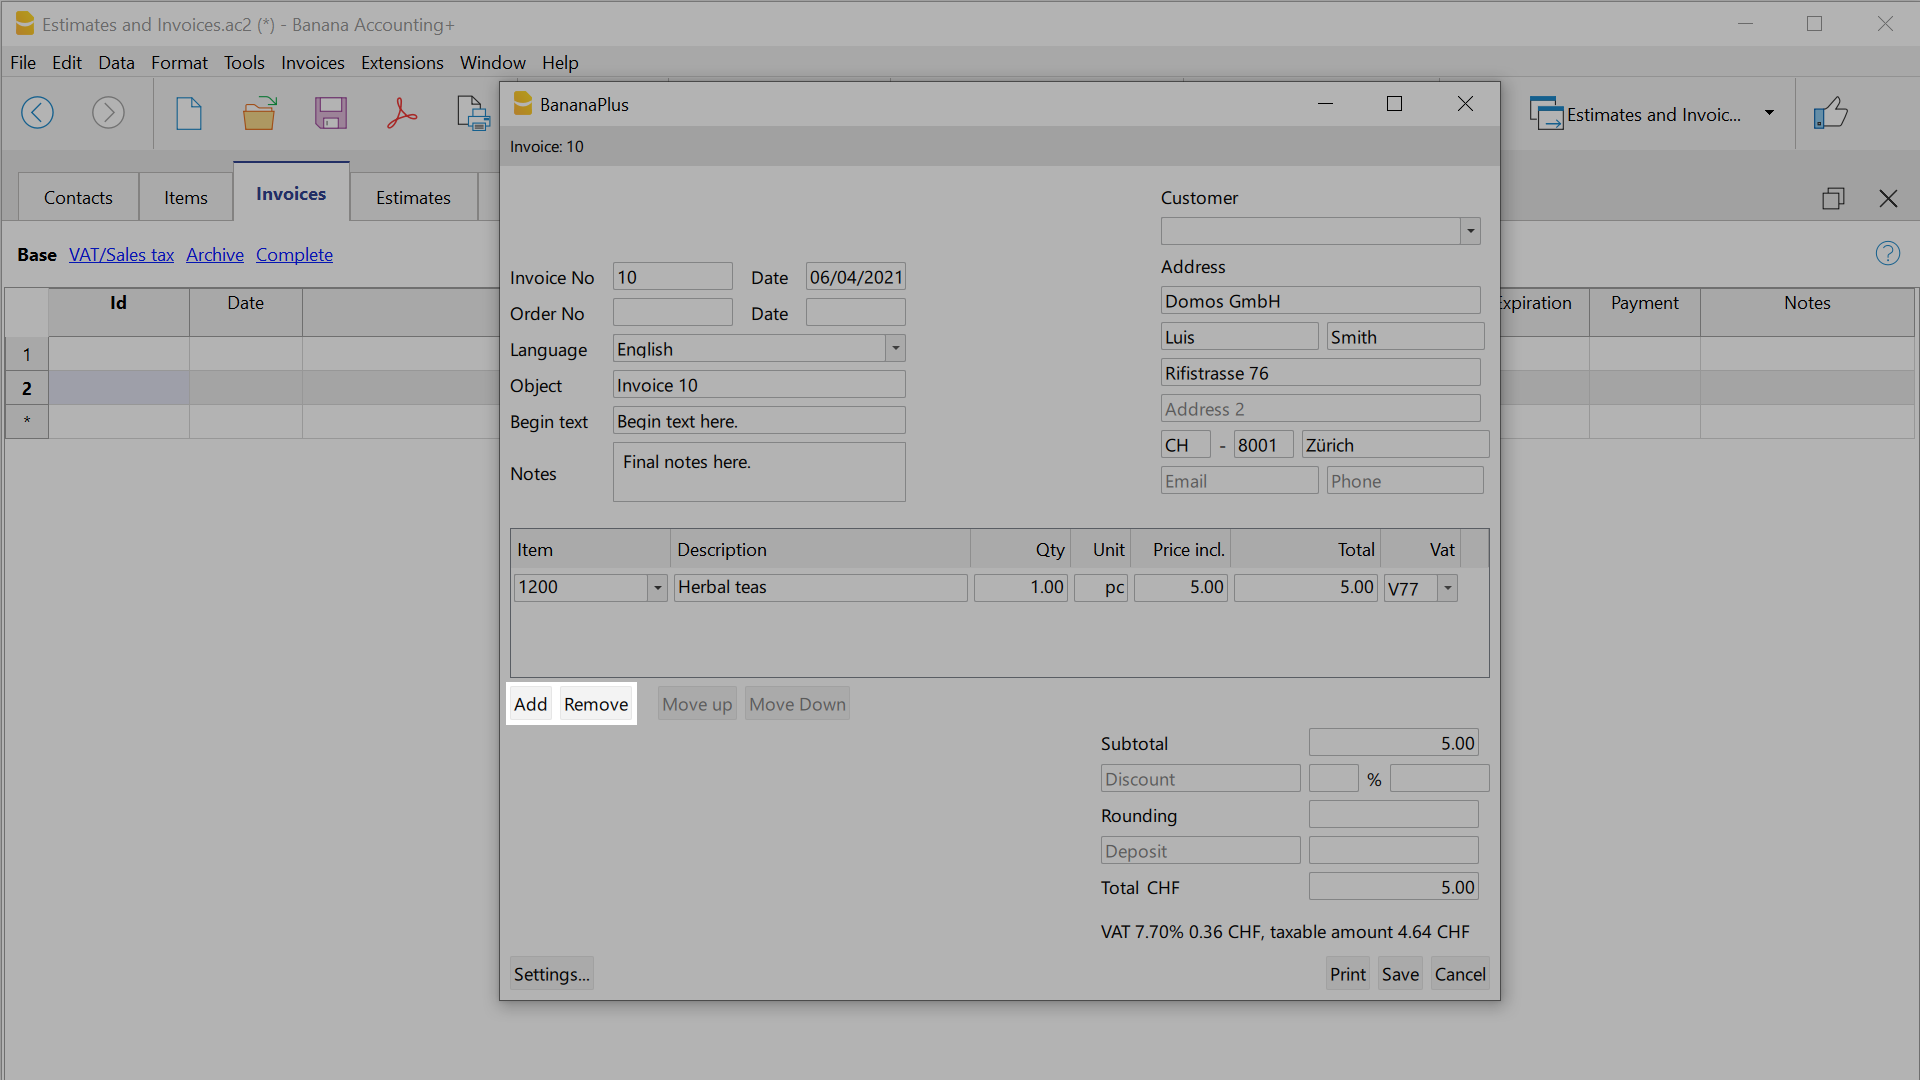 Estimates and Invoices.ac2 (*) - Banana Accounting+
File Edit Data Format Tools Invoices Extensions Window Help
Estimates and Invoic...
BananaPlus
Invoice: 10
Contacts Items Invoices Estimates
Base VAT/Sales tax Archive Complete
Id Date Expiration Payment Notes
1
2
*
Customer
Address
Invoice No 10 Date 06/04/2021
Domos GmbH
Order No Date
Luis Smith
Language English
Rifistrasse 76
Object Invoice 10
Address 2
Begin text Begin text here.
CH - 8001 Zürich
Notes Final notes here.
Email Phone
Item Description Qty Unit Price incl. Total Vat
1200 Herbal teas 1.00 pc 5.00 5.00 V77
Add Remove Move up Move Down
Subtotal 5.00
Discount %
Rounding
Deposit
Total CHF 5.00
VAT 7.70% 0.36 CHF, taxable amount 4.64 CHF
Settings... Print Save Cancel